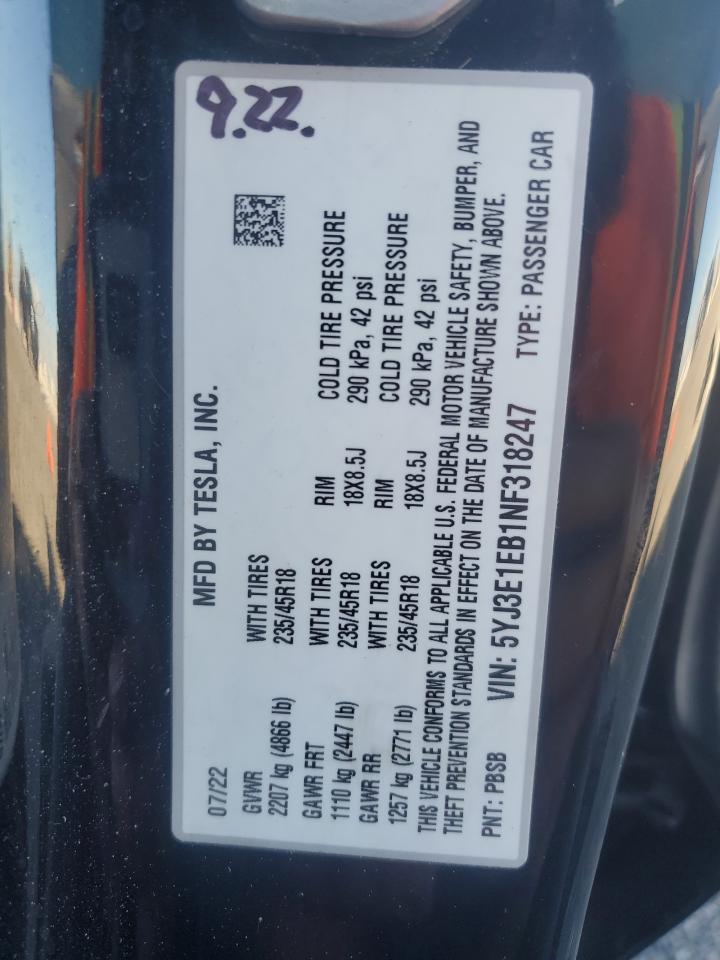 9.22.
MFD BY TESLA, INC.
07/22
GVWR WITH TIRES
2207 kg (4866 lb) 235/45R18
GAWR FRT WITH TIRES RIM COLD TIRE PRESSURE
1110 kg (2447 lb) 235/45R18 18X8.5J 290 kPa, 42 psi
GAWR RR WITH TIRES RIM COLD TIRE PRESSURE
1257 kg (2771 lb) 235/45R18 18X8.5J 290 kPa, 42 psi
THIS VEHICLE CONFORMS TO ALL APPLICABLE U.S. FEDERAL MOTOR VEHICLE SAFETY, BUMPER, AND
THEFT PREVENTION STANDARDS IN EFFECT ON THE DATE OF MANUFACTURE SHOWN ABOVE.
PNT: PBSB VIN: 5YJ3E1EB1NF318247 TYPE: PASSENGER CAR